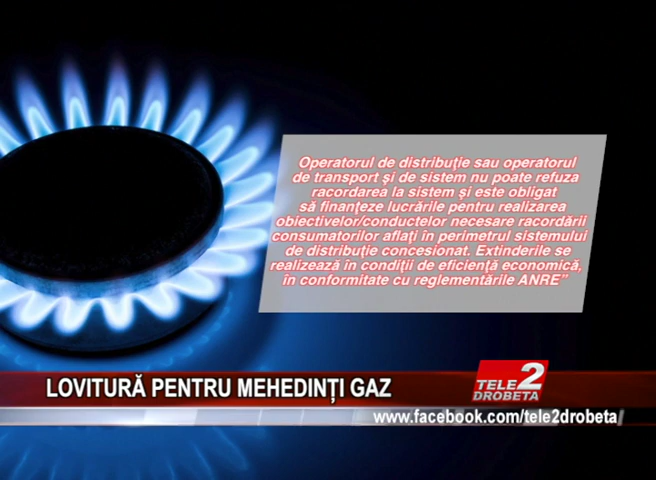 Operatorul de distribuţie sau operatorul
de transport şi de sistem nu poate refuza
racordarea la sistem şi este obligat
să finanţeze lucrările pentru realizarea
obiectivelor/conductelor necesare racordării
consumatorilor aflaţi în perimetrul sistemului
de distribuţie concesionat. Extinderile se
realizează în condiţii de eficienţă economică,
în conformitate cu reglementările ANRE”
LOVITURĂ PENTRU MEHEDINȚI GAZ
TELE 2
DROBETA
www.facebook.com/tele2drobeta